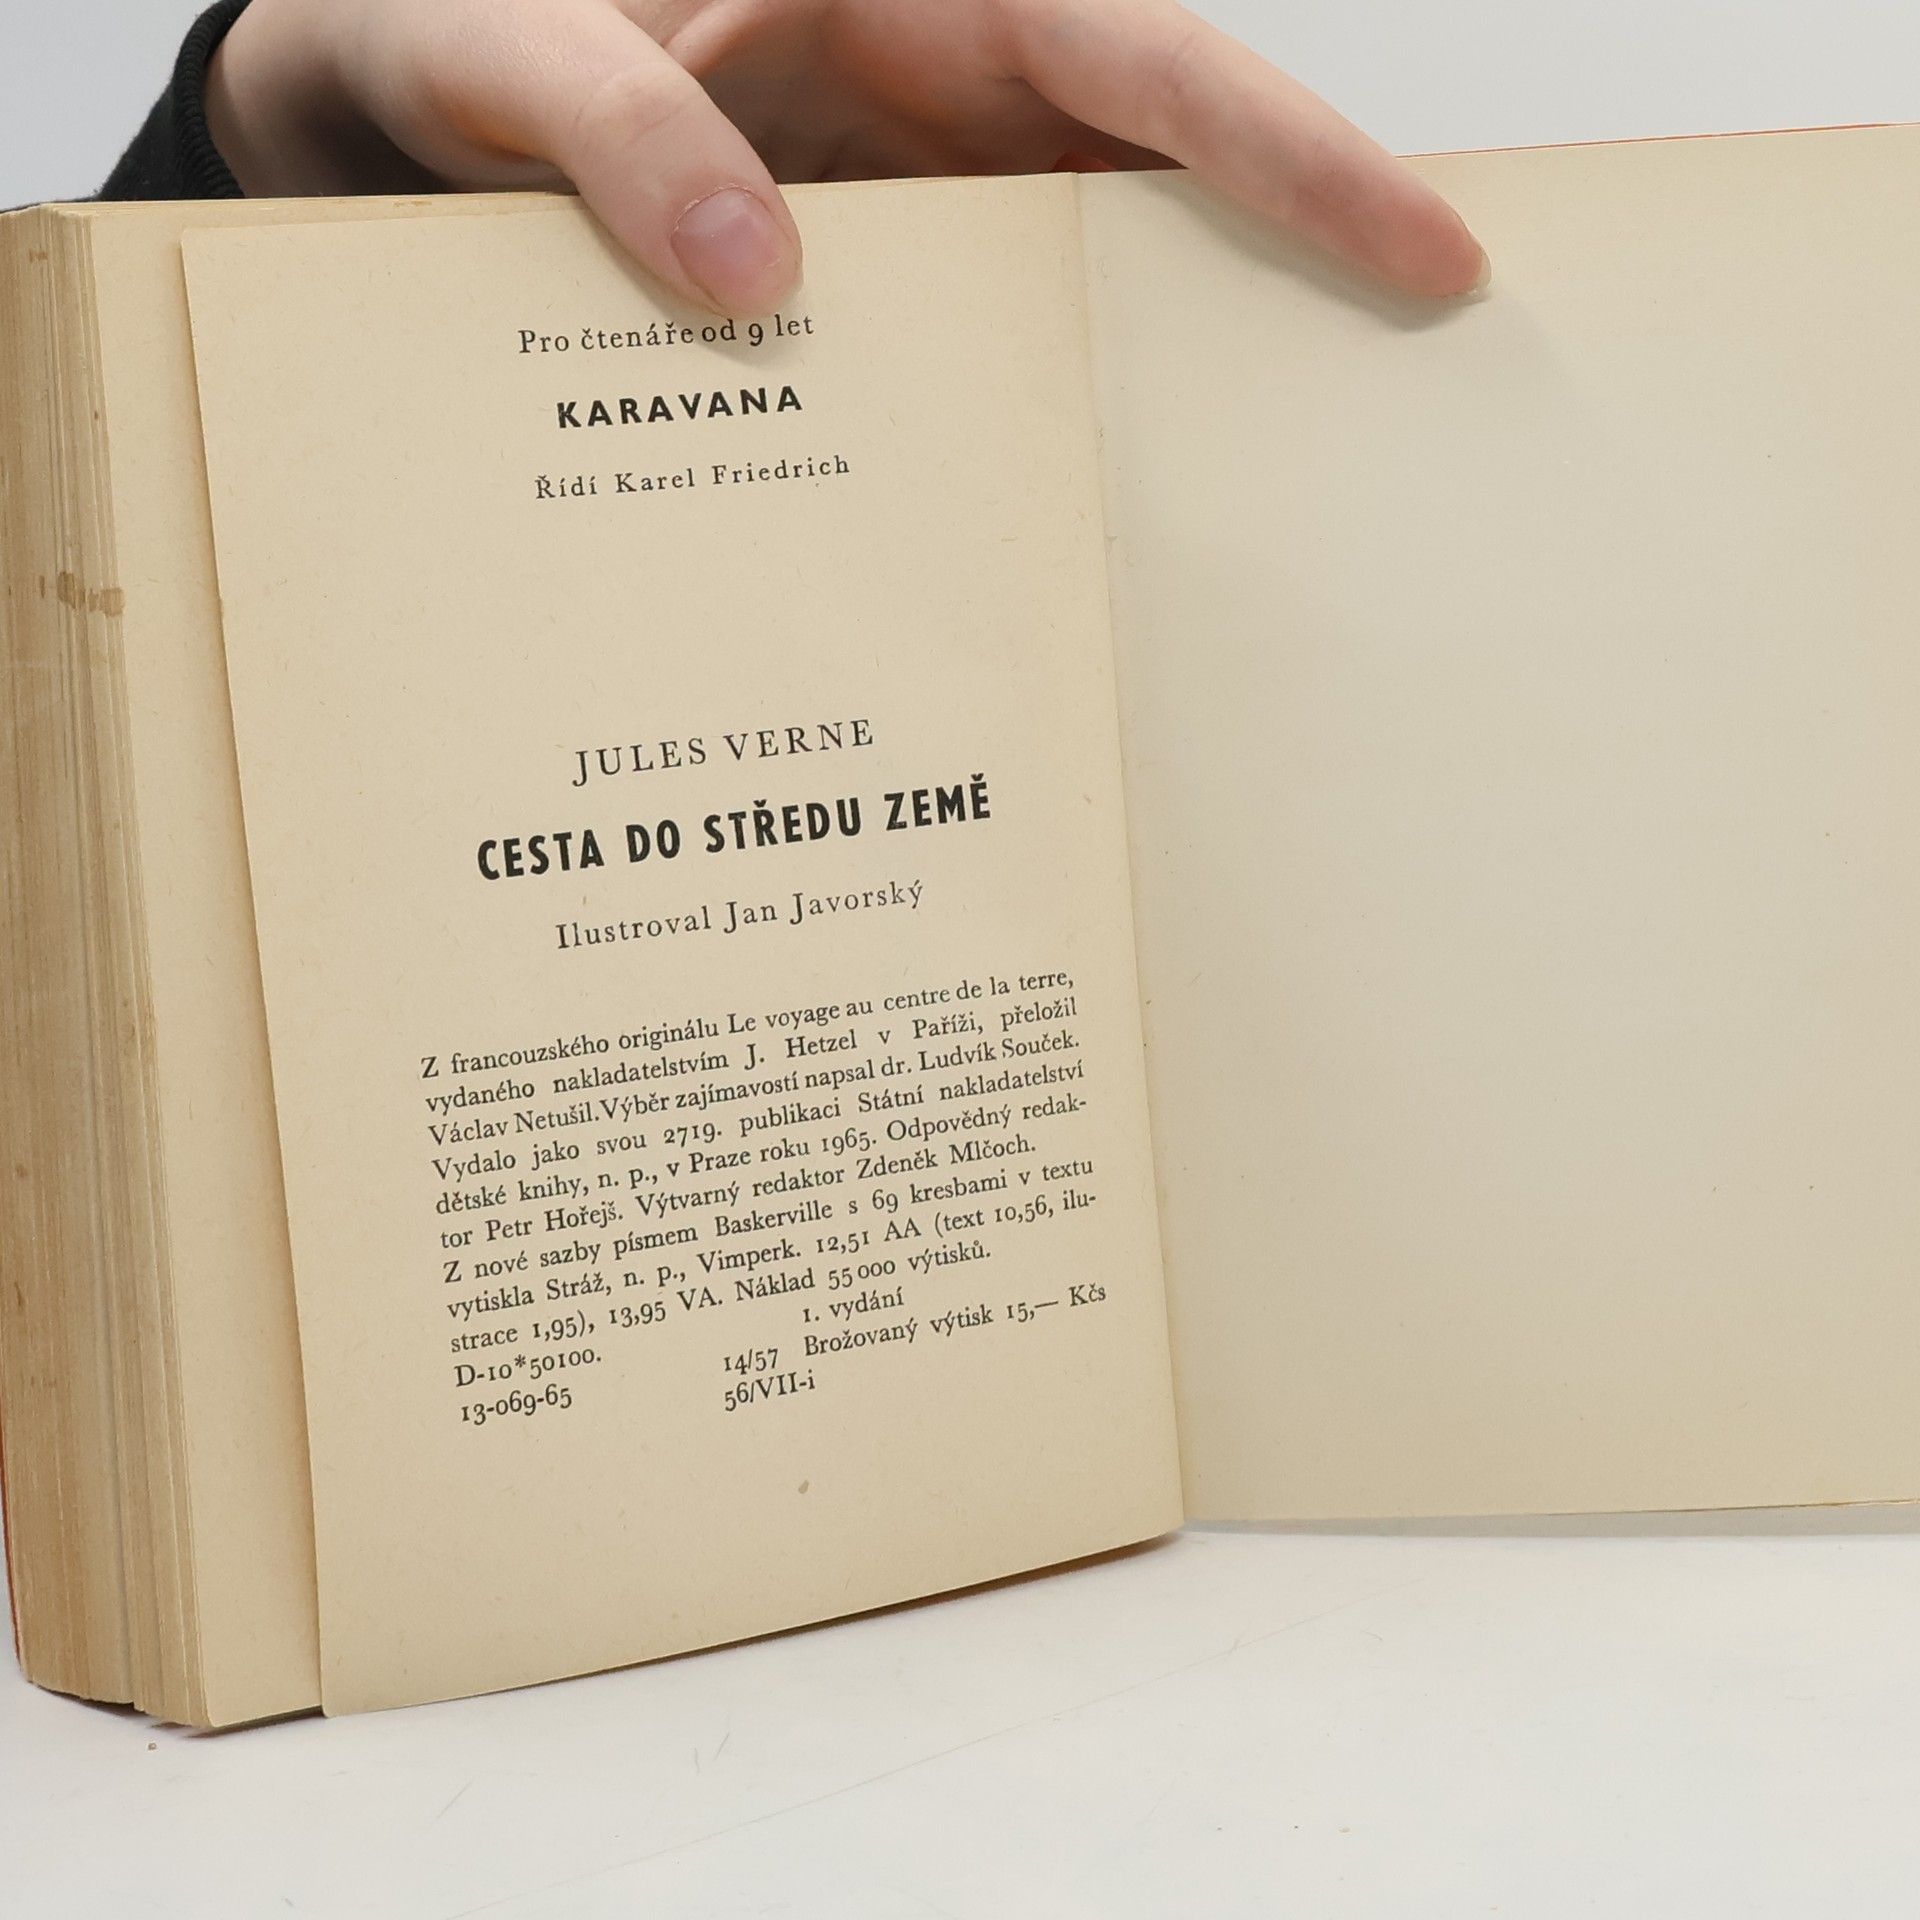 Pro čtenáře od 9 let
KARAVANA
Řídí Karel Friedrich
JULES VERNE
CESTA DO STŘEDU ZEMĚ
Ilustroval Jan Javorský
Z francouzského originálu Le voyage au centre de la terre,
vydaného nakladatelstvím J. Hetzel v Paříži, přeložil
Václav Netušil. Výběr zajímavostí napsal dr. Ludvík Souček.
Vydalo jako svou 2719. publikaci Státní nakladatelství
dětské knihy, n. p., v Praze roku 1965. Odpovědný redak-
tor Petr Hořejš. Výtvarný redaktor Zdeněk Mlčoch.
Z nové sazby písmem Baskerville s 69 kresbami v textu
vytiskla Stráž, n. p., Vimperk. 12,51 AA (text 10,56, ilu-
strace 1,95), 13,95 VA. Náklad 55 000 výtisků.
D-10*50100. 1. vydání
13-069-65 14/57 Brožovaný výtisk 15,— Kčs
56/VII-i